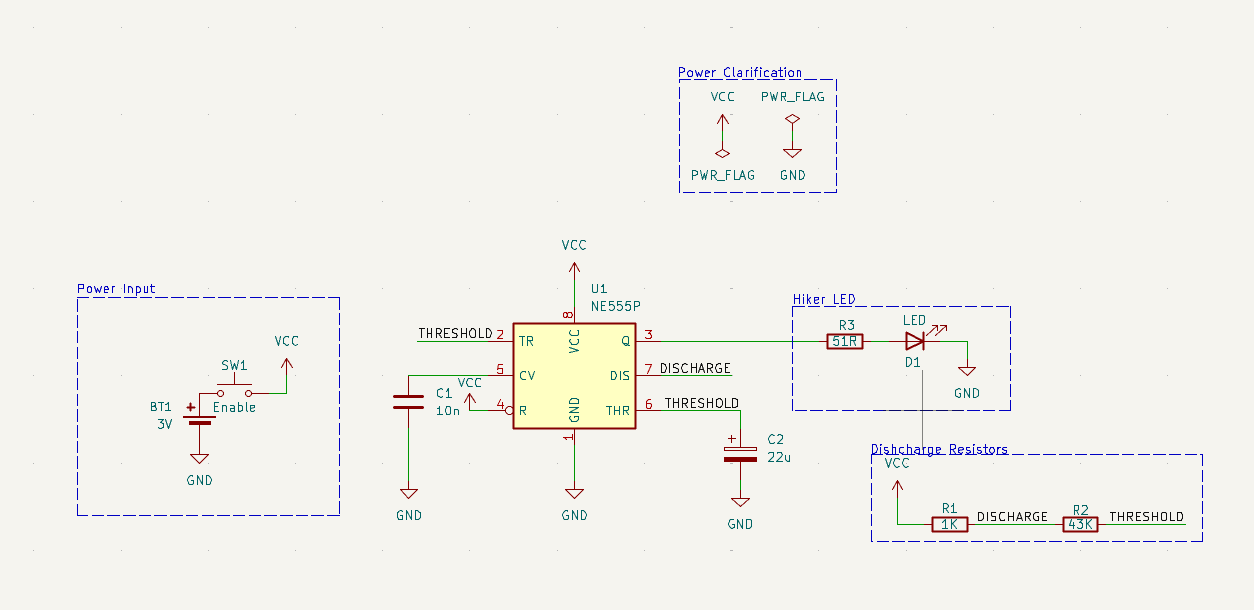 Power Clarification
VCC PWR_FLAG
PWR_FLAG GND
VCC
U1
NE555P
Power Input
VCC
SW1
Enable
BT1
3V
+
GND
THRESHOLD 2 TR
5 CV
VCC
4 R
C1
10n
GND
8
VCC
GND
1
GND
Q 3
DIS 7 DISCHARGE
THR 6 THRESHOLD
+
C2
22u
GND
Hiker LED
R3
51R
LED
D1
GND
Dishcharge Resistors
VCC
R1
1K
DISCHARGE
R2
43K
THRESHOLD